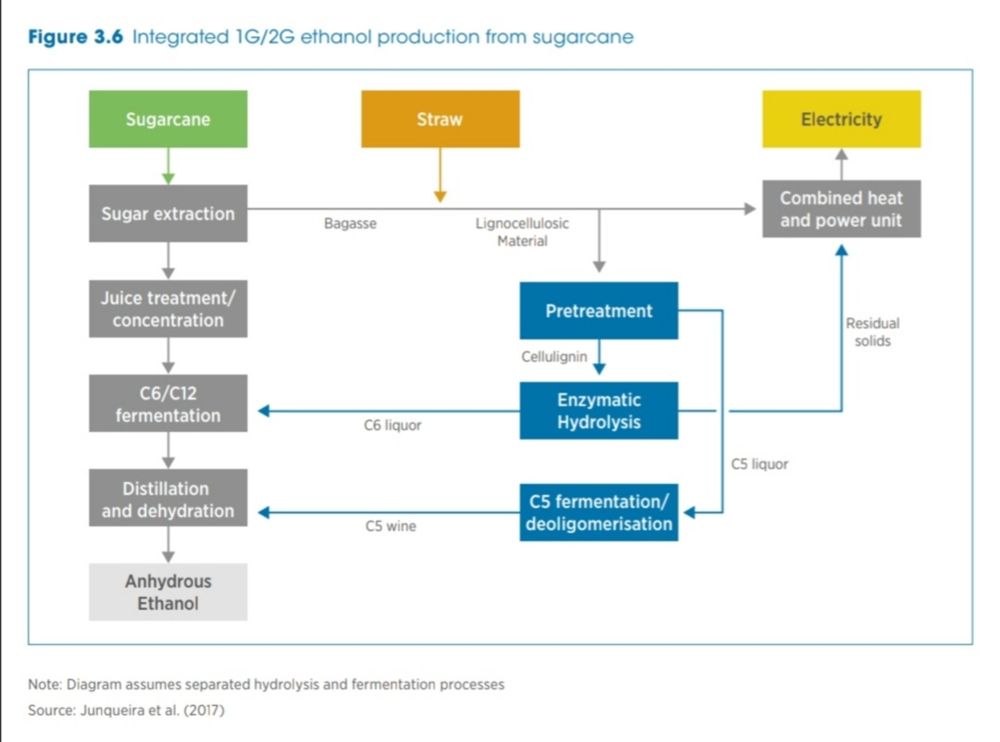 Figure 3.6 Integrated 1G/2G ethanol production from sugarcane
Sugarcane
Straw
Electricity
Sugar extraction
Bagasse
Lignocellulosic
Material
Combined heat
and power unit
Juice treatment/
concentration
Pretreatment
Cellulignin
Residual
solids
C6/C12
fermentation
C6 liquor
Enzymatic
Hydrolysis
C5 liquor
Distillation
and dehydration
C5 wine
C5 fermentation/
deoligomerisation
Anhydrous
Ethanol
Note: Diagram assumes separated hydrolysis and fermentation processes
Source: Junqueira et al. (2017)